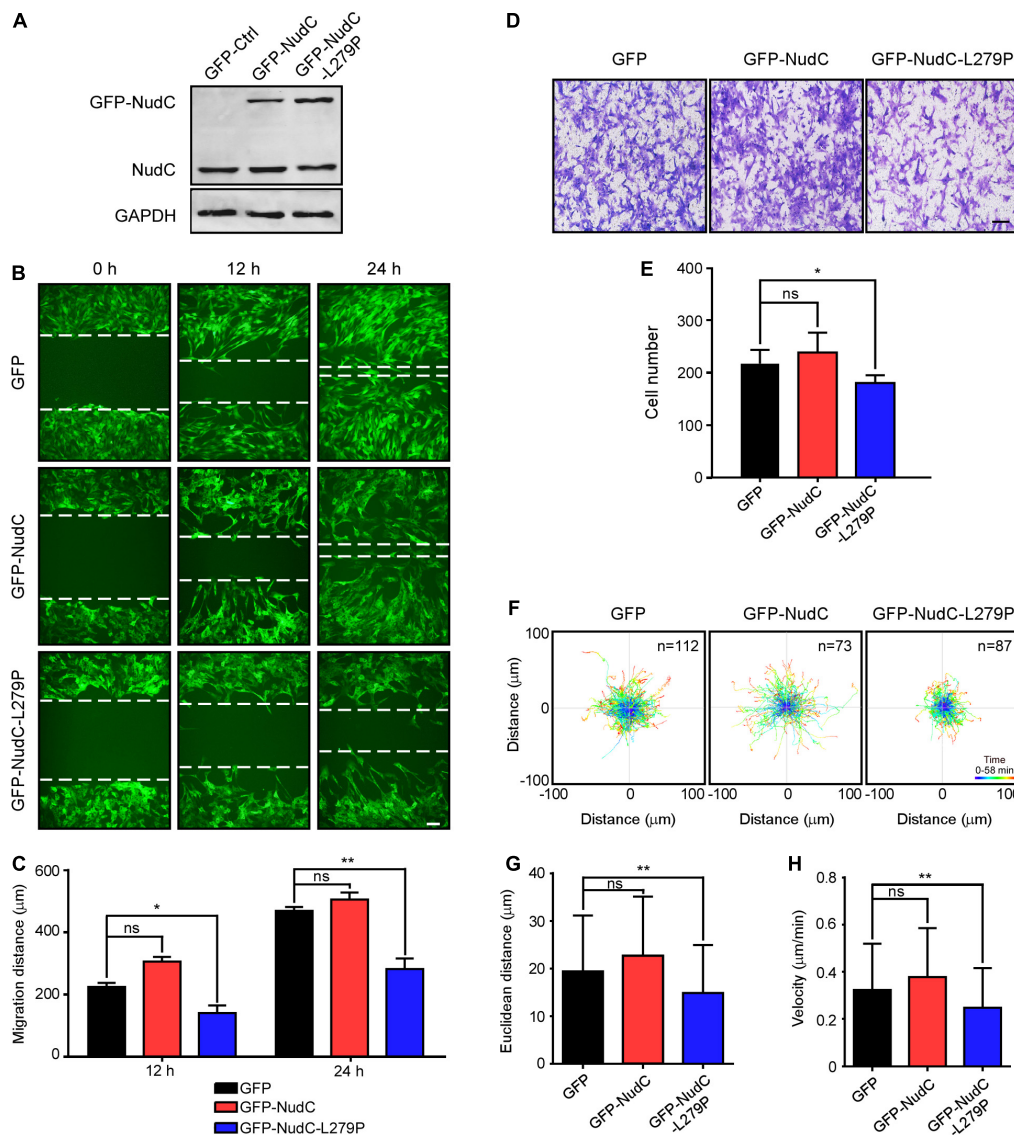 A
GFP-Ctrl
GFP-NudC
GFP-NudC
-L279P
GFP-NudC
NudC
GAPDH
B
0 h
12 h
24 h
GFP
GFP-NudC
GFP-NudC-L279P
C
Migration distance (µm)
600
400
200
0
*
ns
**
ns
12 h
24 h
GFP
GFP-NudC
GFP-NudC-L279P
D
GFP
GFP-NudC
GFP-NudC-L279P
E
Cell number
400
300
200
100
0
*
ns
GFP
GFP-NudC
GFP-NudC
-L279P
F
GFP
GFP-NudC
GFP-NudC-L279P
Distance (µm)
100
0
-100
n=112
n=73
n=87
Time
0-58 min
-100 0 100
-100 0 100
-100 0 100
Distance (µm)
Distance (µm)
Distance (µm)
G
Euclidean distance (µm)
40
30
20
10
0
**
ns
GFP
GFP-NudC
GFP-NudC
-L279P
H
Velocity (µm/min)
0.8
0.6
0.4
0.2
0
**
ns
GFP
GFP-NudC
GFP-NudC
-L279P